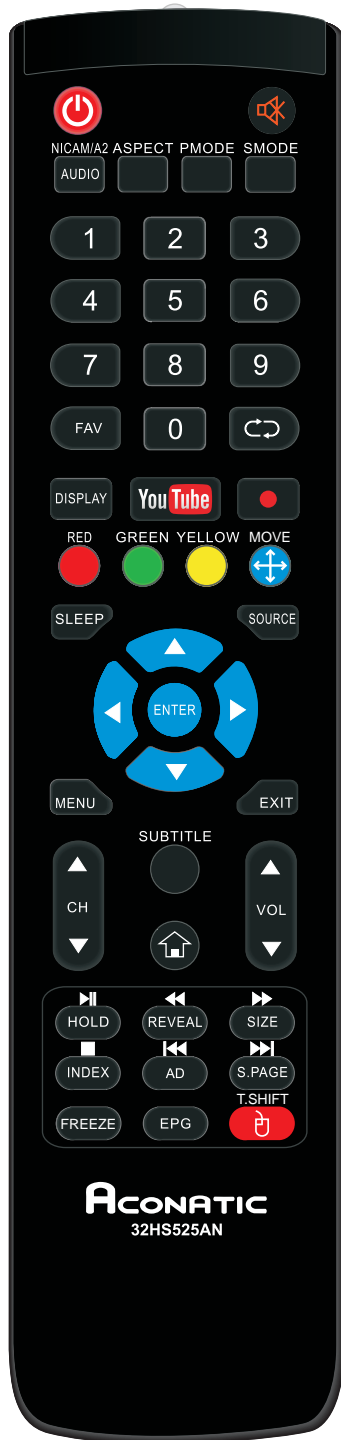 NICAM/A2 ASPECT PMODE SMODE
AUDIO
1 2 3
4 5 6
7 8 9
FAV 0
DISPLAY You Tube
RED GREEN YELLOW MOVE
SLEEP SOURCE
ENTER
MENU EXIT
SUBTITLE
CH VOL
HOLD REVEAL SIZE
INDEX AD S.PAGE
T.SHIFT
FREEZE EPG
ACONATIC
32HS525AN